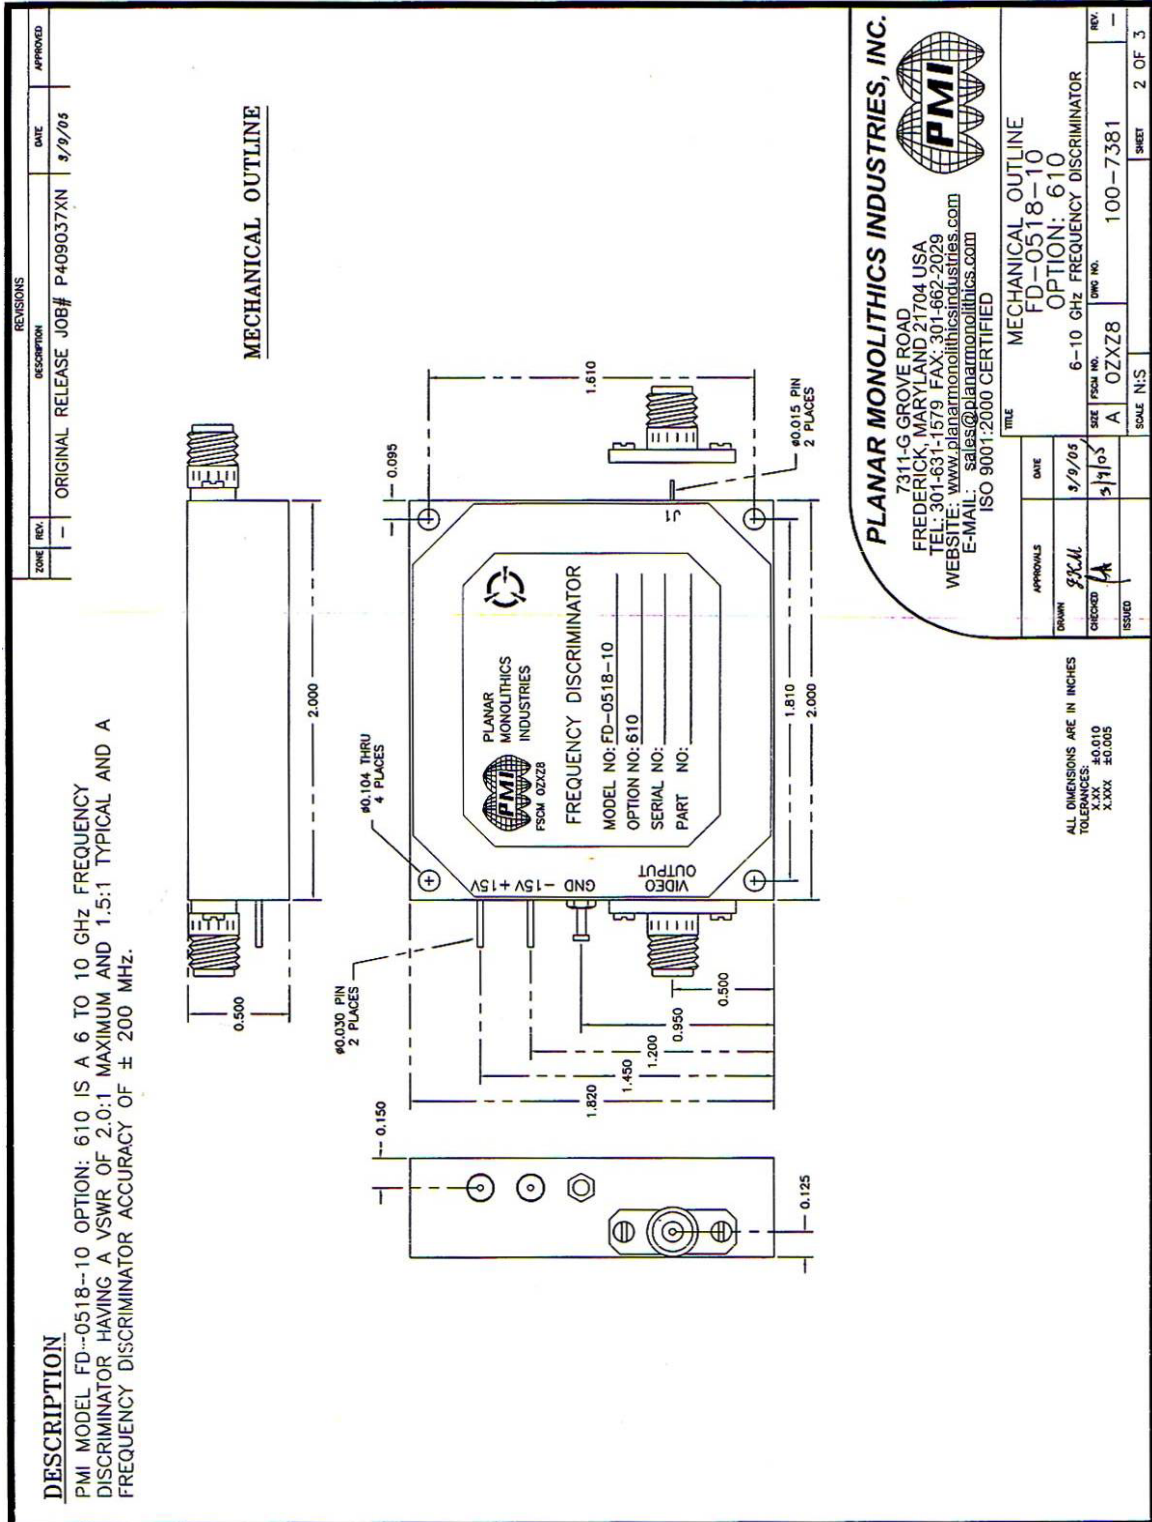 DESCRIPTION
PMI MODEL FD-0518-10 OPTION: 610 IS A 6 TO 10 GHz FREQUENCY
DISCRIMINATOR HAVING A VSWR OF 2.0:1 MAXIMUM AND 1.5:1 TYPICAL AND A
FREQUENCY DISCRIMINATOR ACCURACY OF ± 200 MHz.
REVISIONS
ZONE REV. DESCRIPTION DATE APPROVED
— ORIGINAL RELEASE JOB# P409037XN 3/9/05
MECHANICAL OUTLINE
0.500
2.000
ø0.030 PIN
2 PLACES
ø0.104 THRU
4 PLACES
0.095
0.150
1.820
1.450
1.200
0.950
0.500
0.125
+15V
-15V
GND
VIDEO
OUTPUT
PMI
FSCM 0ZXZ8
PLANAR
MONOLITHICS
INDUSTRIES
FREQUENCY DISCRIMINATOR
MODEL NO: FD-0518-10
OPTION NO: 610
SERIAL NO:
PART NO:
J1
1.610
ø0.015 PIN
2 PLACES
1.810
2.000
ALL DIMENSIONS ARE IN INCHES
TOLERANCES:
X.XX ±0.010
X.XXX ±0.005
PLANAR MONOLITHICS INDUSTRIES, INC.
7311-G GROVE ROAD
FREDERICK, MARYLAND 21704 USA
TEL: 301-631-1579 FAX: 301-662-2029
WEBSITE: www.planarmonolithicsindustries.com
E-MAIL: sales@planarmonolithics.com
ISO 9001:2000 CERTIFIED
PMI
APPROVALS DATE
DRAWN 3/9/05
CHECKED 3/9/05
ISSUED
TITLE
MECHANICAL OUTLINE
FD-0518-10
OPTION: 610
6-10 GHz FREQUENCY DISCRIMINATOR
SIZE A
FSCM NO. 0ZXZ8
DWG NO. 100-7381
REV. —
SCALE N:S
SHEET 2 OF 3